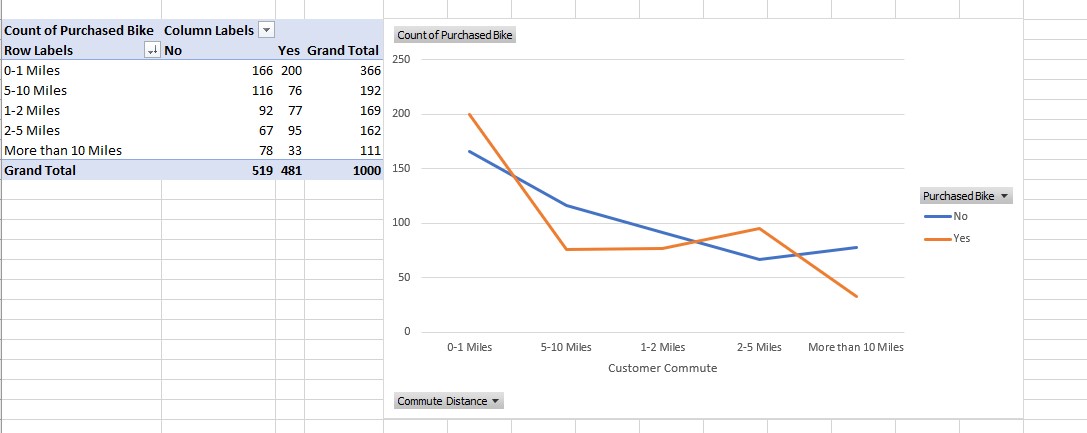 Count of Purchased Bike Column Labels
Row Labels No Yes Grand Total
0-1 Miles 166 200 366
5-10 Miles 116 76 192
1-2 Miles 92 77 169
2-5 Miles 67 95 162
More than 10 Miles 78 33 111
Grand Total 519 481 1000
Count of Purchased Bike
250
200
150
100
50
0
0-1 Miles 5-10 Miles 1-2 Miles 2-5 Miles More than 10 Miles
Customer Commute
Purchased Bike
No
Yes
Commute Distance